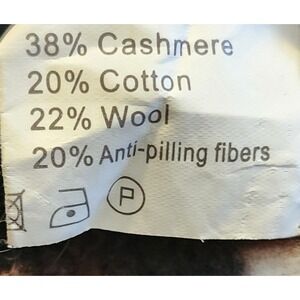 38% Cashmere
20% Cotton
22% Wool
20% Anti-pilling fibers
P